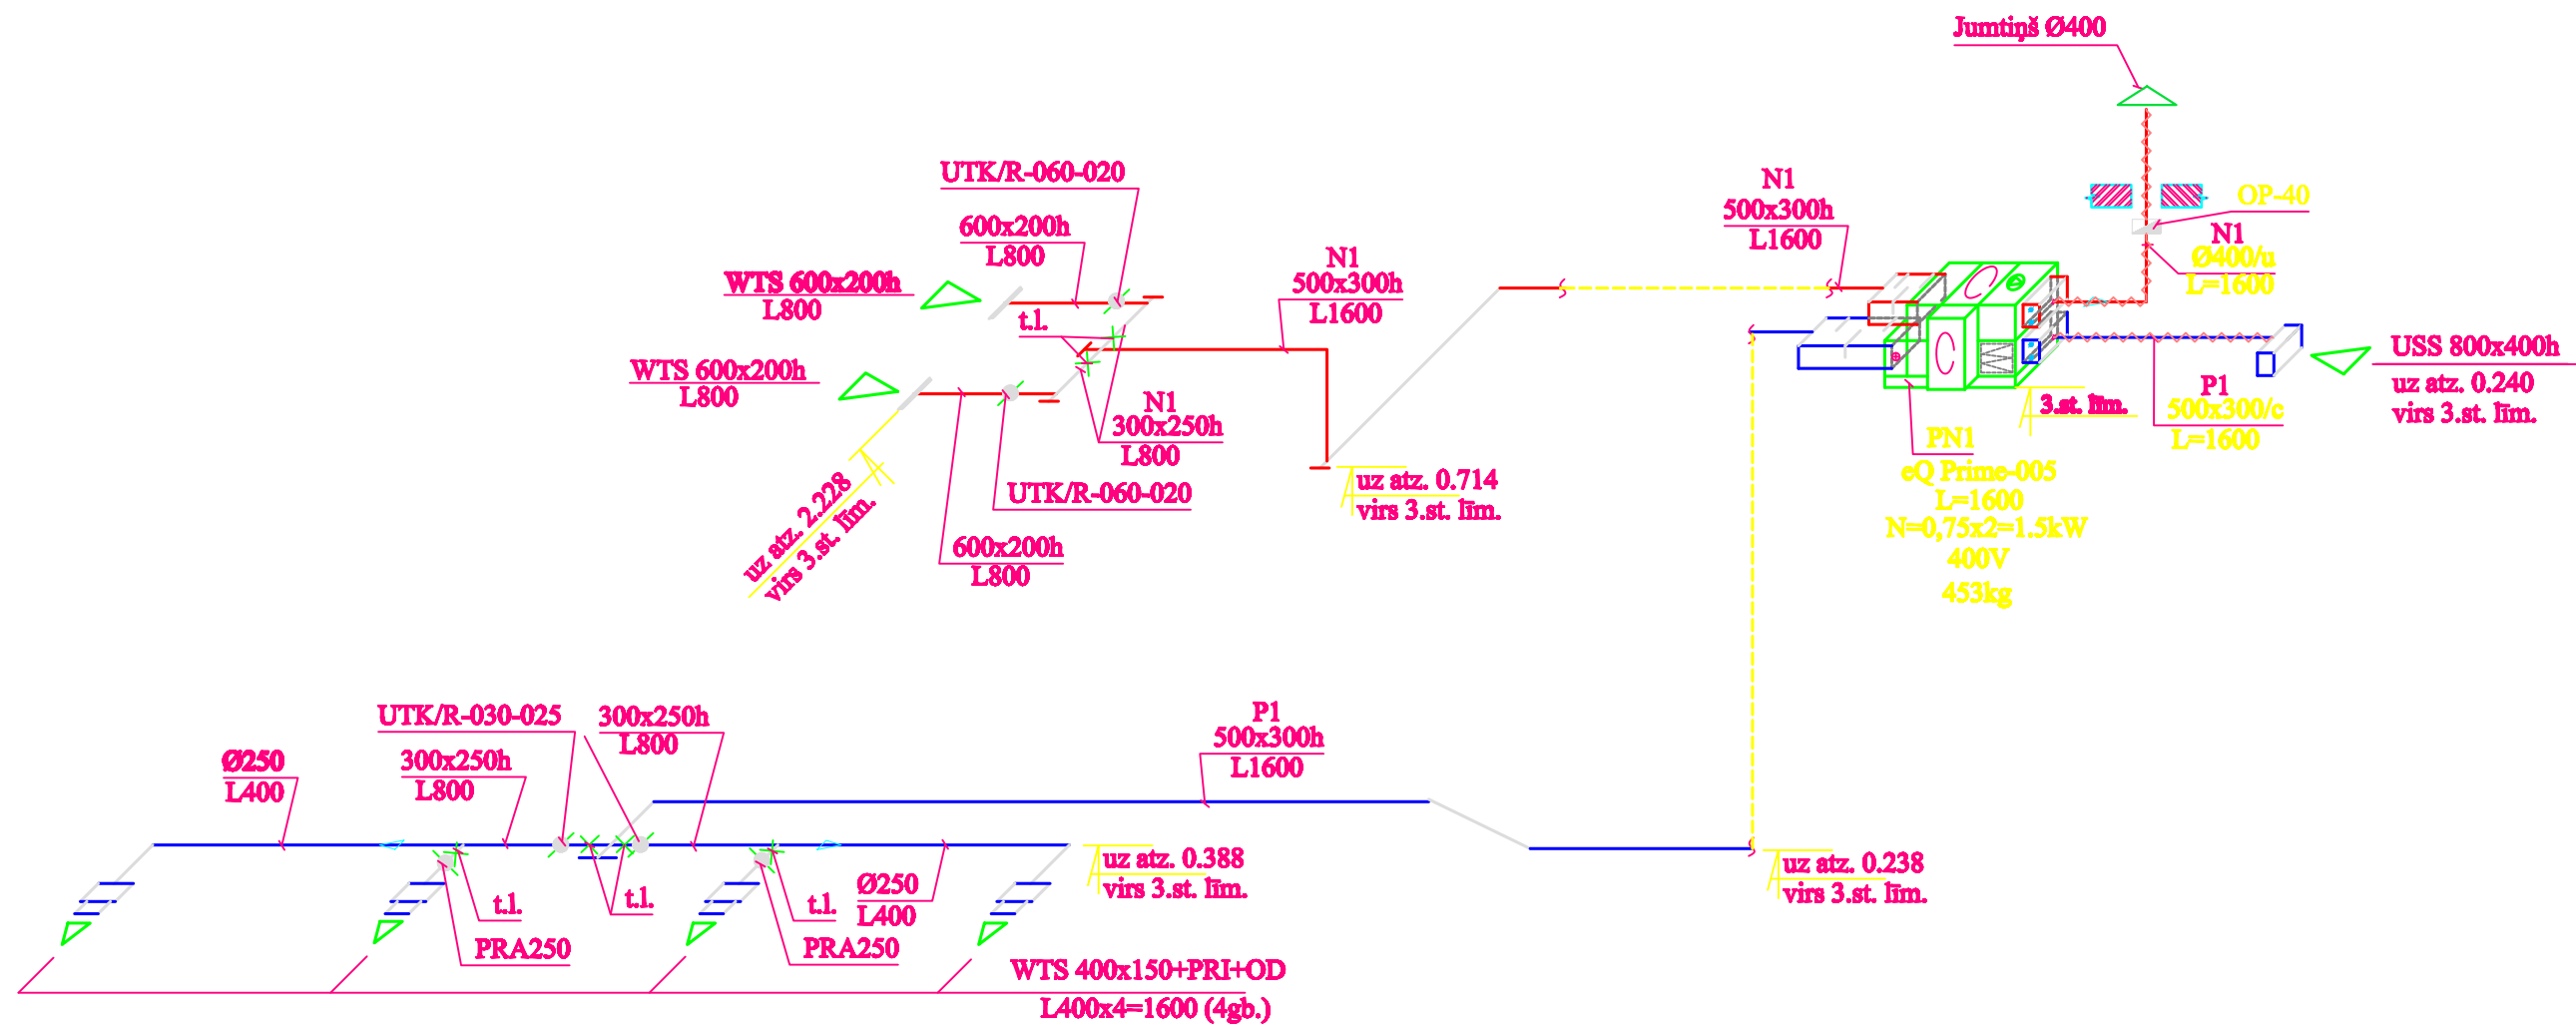 Jumtiņš Ø400
UTK/R-060-020
600x200h
L800
WTS 600x200h
L800
t.l.
WTS 600x200h
L800
N1
300x250h
L800
UTK/R-060-020
600x200h
L800
uz atz. 2.228
virs 3.st. līm.
N1
500x300h
L1600
uz atz. 0.714
virs 3.st. līm.
N1
500x300h
L1600
OP-40
N1
Ø400/u
L=1600
USS 800x400h
uz atz. 0.240
virs 3.st. līm.
P1
500x300/c
L=1600
3.st. līm.
PN1
eQ Prime-005
L=1600
N=0,75x2=1.5kW
400V
453kg
UTK/R-030-025
300x250h
L800
Ø250
L400
300x250h
L800
P1
500x300h
L1600
uz atz. 0.388
virs 3.st. līm.
uz atz. 0.238
virs 3.st. līm.
t.l.
t.l.
t.l.
Ø250
L400
PRA250
PRA250
WTS 400x150+PRI+OD
L400x4=1600 (4gb.)